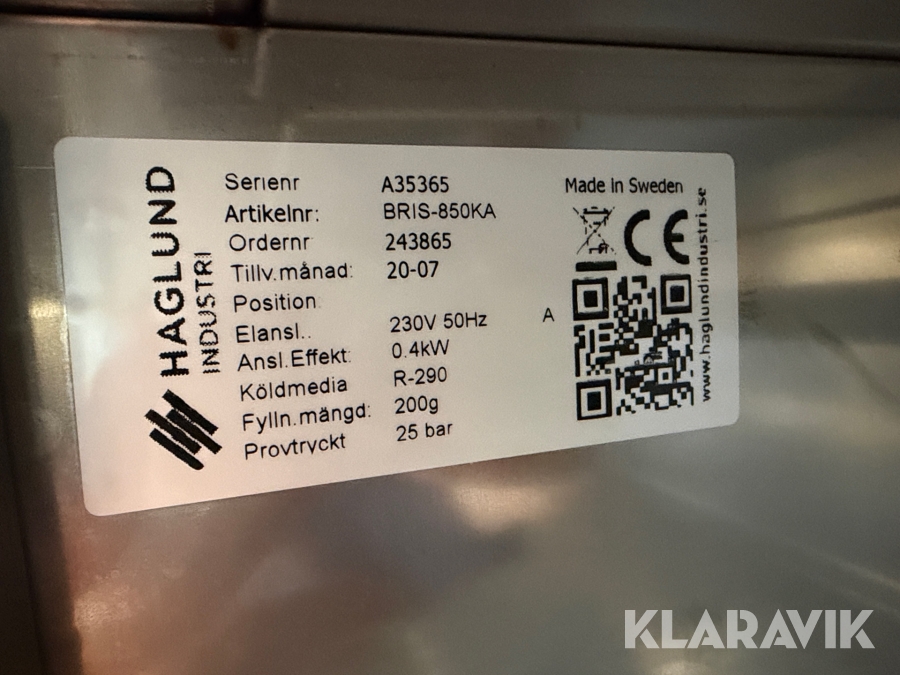 HAGLUND
INDUSTRI
Serienr A35365
Artikelnr: BRIS-850KA
Ordernr 243865
Tillv.månad: 20-07
Position
Elansl.. 230V 50Hz A
Ansl.Effekt: 0.4kW
Köldmedia R-290
Fylln.mängd: 200g
Provtryckt 25 bar
Made in Sweden
CE
www.haglundindustri.se
KLARAVIK